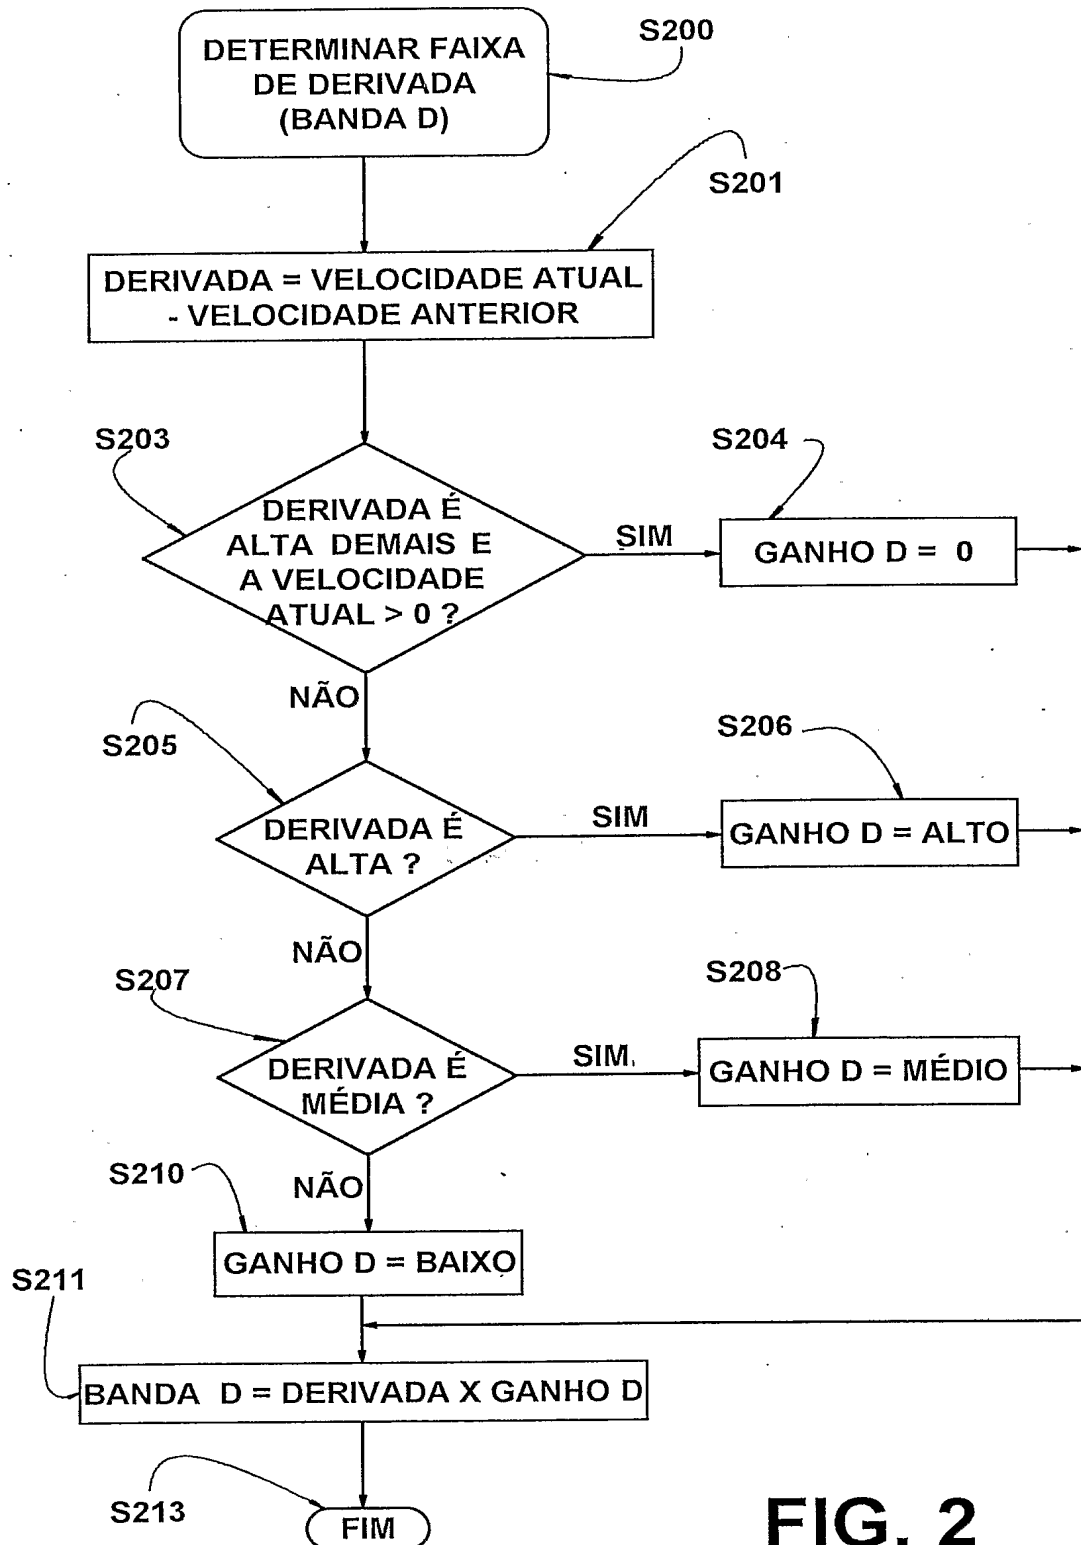 S200
DETERMINAR FAIXA
DE DERIVADA
(BANDA D)
S201
DERIVADA = VELOCIDADE ATUAL
- VELOCIDADE ANTERIOR
S203
DERIVADA É
ALTA DEMAIS E
A VELOCIDADE
ATUAL > 0 ?
SIM
S204
GANHO D = 0
NÃO
S205
DERIVADA É
ALTA ?
SIM
S206
GANHO D = ALTO
NÃO
S207
DERIVADA É
MÉDIA ?
SIM
S208
GANHO D = MÉDIO
NÃO
S210
GANHO D = BAIXO
S211
BANDA D = DERIVADA X GANHO D
S213
FIM
FIG. 2